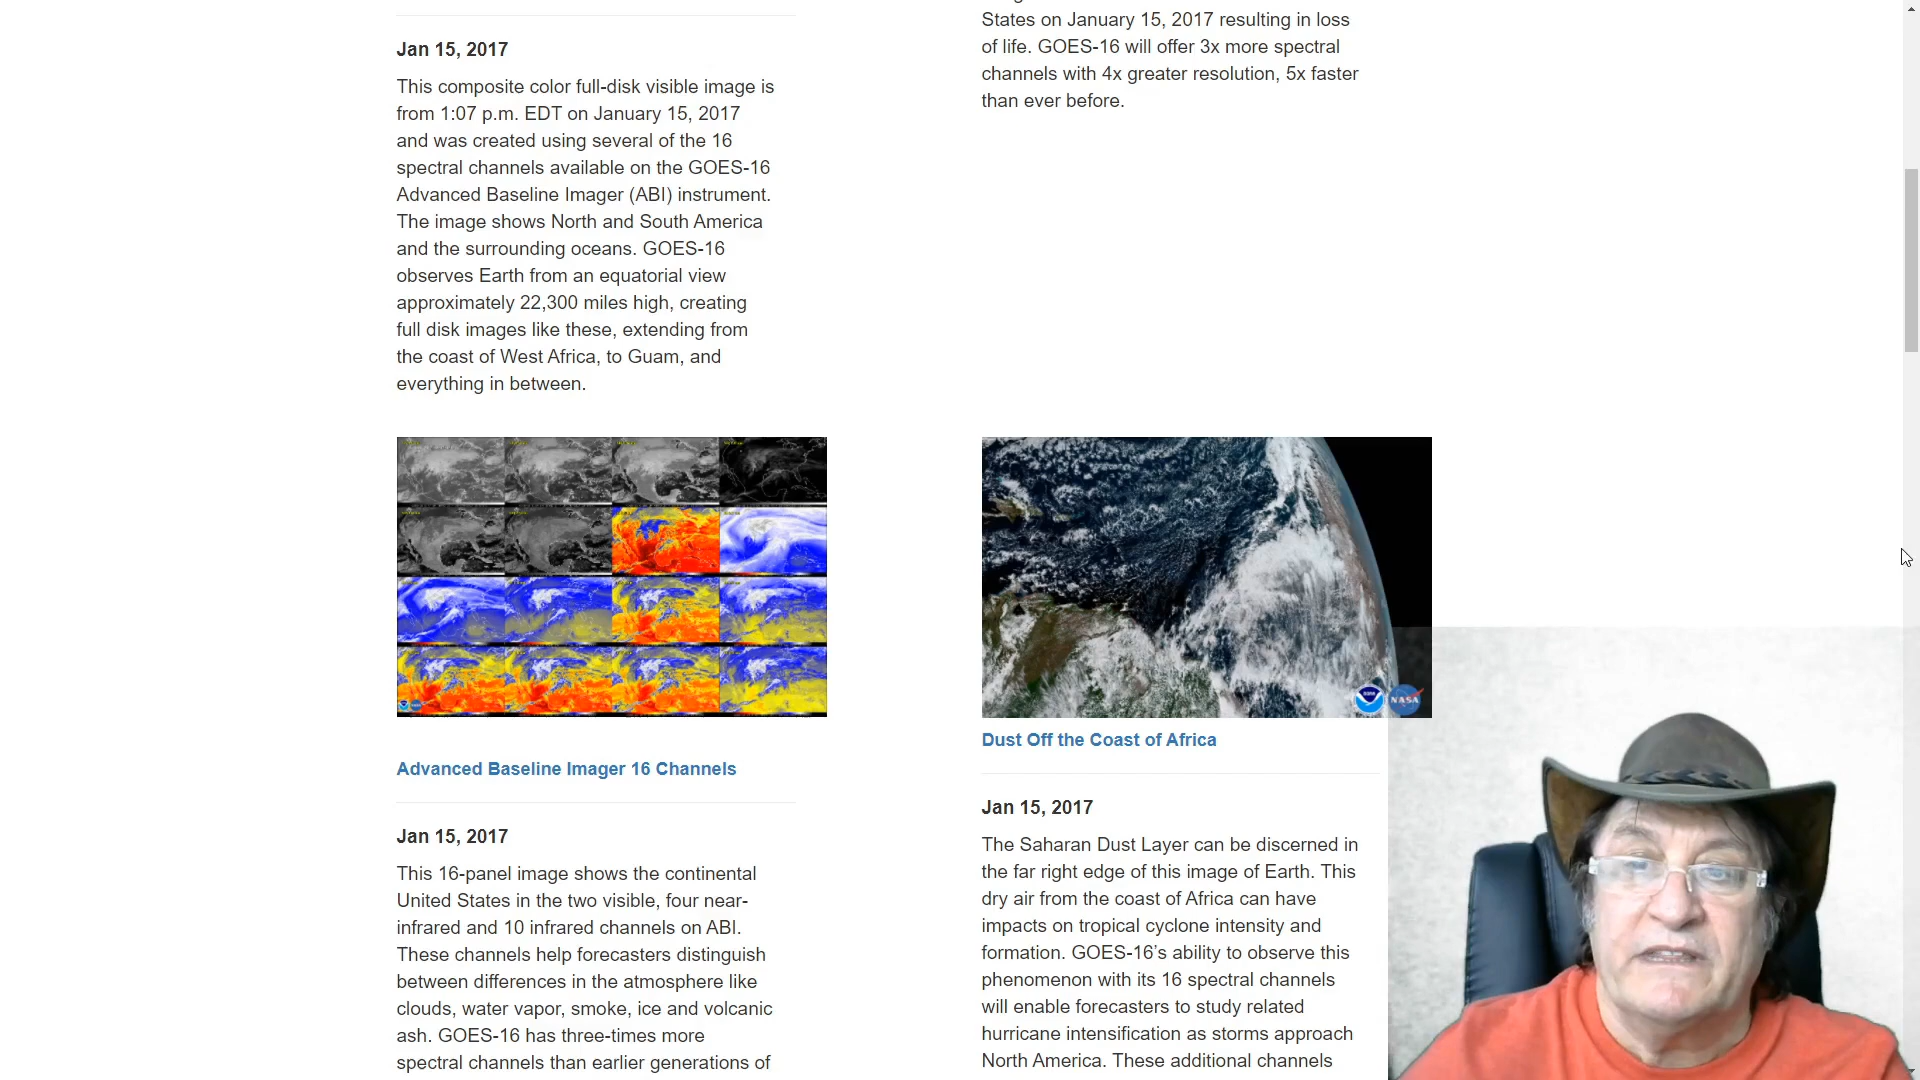 Jan 15, 2017
This composite color full-disk visible image is
from 1:07 p.m. EDT on January 15, 2017
and was created using several of the 16
spectral channels available on the GOES-16
Advanced Baseline Imager (ABI) instrument.
The image shows North and South America
and the surrounding oceans. GOES-16
observes Earth from an equatorial view
approximately 22,300 miles high, creating
full disk images like these, extending from
the coast of West Africa, to Guam, and
everything in between.
States on January 15, 2017 resulting in loss
of life. GOES-16 will offer 3x more spectral
channels with 4x greater resolution, 5x faster
than ever before.
Advanced Baseline Imager 16 Channels
Jan 15, 2017
This 16-panel image shows the continental
United States in the two visible, four near-
infrared and 10 infrared channels on ABI.
These channels help forecasters distinguish
between differences in the atmosphere like
clouds, water vapor, smoke, ice and volcanic
ash. GOES-16 has three-times more
spectral channels than earlier generations of
NASA
Dust Off the Coast of Africa
Jan 15, 2017
The Saharan Dust Layer can be discerned in
the far right edge of this image of Earth. This
dry air from the coast of Africa can have
impacts on tropical cyclone intensity and
formation. GOES-16’s ability to observe this
phenomenon with its 16 spectral channels
will enable forecasters to study related
hurricane intensification as storms approach
North America. These additional channels